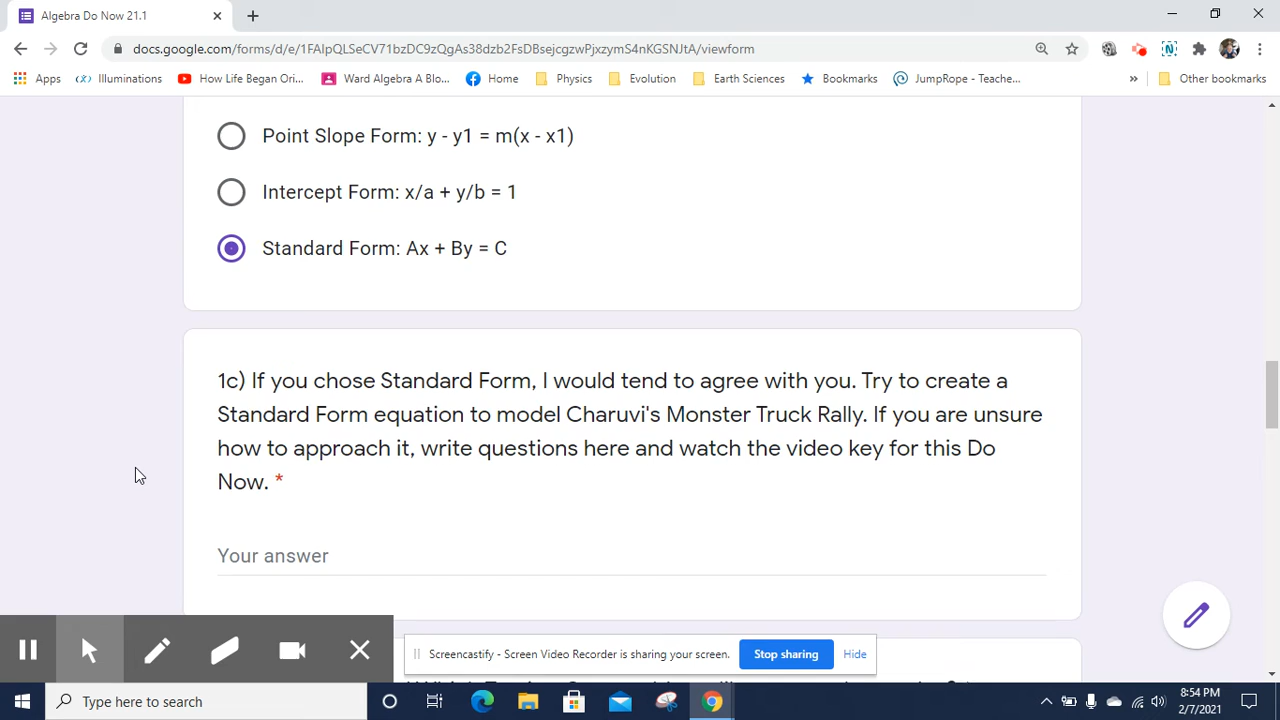 Algebra Do Now 21.1
docs.google.com/forms/d/e/1FAIpQLSeCV71bzDC9zQgAs38dzb2FsDBsejcgzwPjxzymS4nKGSNJtA/viewform
Apps Illuminations How Life Began Ori... Ward Algebra A Blo... Home Physics Evolution Earth Sciences Bookmarks JumpRope - Teache... » Other bookmarks
Point Slope Form: y - y1 = m(x - x1)
Intercept Form: x/a + y/b = 1
Standard Form: Ax + By = C
1c) If you chose Standard Form, I would tend to agree with you. Try to create a
Standard Form equation to model Charuvi's Monster Truck Rally. If you are unsure
how to approach it, write questions here and watch the video key for this Do
Now. *
Your answer
Screencastify - Screen Video Recorder is sharing your screen. Stop sharing Hide
Type here to search
8:54 PM
2/7/2021